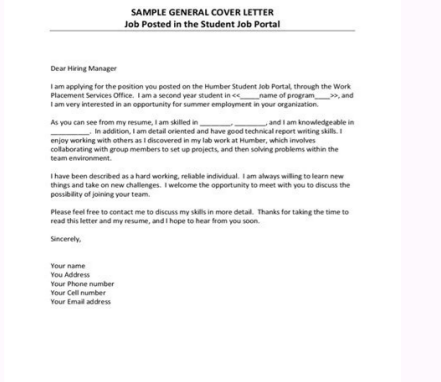 SAMPLE GENERAL COVER LETTER
Job Posted in the Student Job Portal
Dear Hiring Manager
I am applying for the position you posted on the Humber Student Job Portal, through the Work
Placement Services Office. I am a second year student in <<____name of program____>>, and
I am very interested in an opportunity for summer employment in your organization.
As you can see from my resume, I am skilled in ________, ________, and I am knowledgeable in
__________. In addition, I am detail oriented and have good technical report writing skills. I
enjoy working with others as I discovered in my lab work at Humber, which involves
collaborating with group members to set up projects, and then solving problems within the
team environment.
I have been described as a hard working, reliable individual. I am always willing to learn new
things and take on new challenges. I welcome the opportunity to meet with you to discuss the
possibility of joining your team.
Please feel free to contact me to discuss my skills in more detail. Thanks for taking the time to
read this letter and my resume, and I hope to hear from you soon.
Sincerely,
Your name
You Address
Your Phone number
Your Cell number
Your Email address